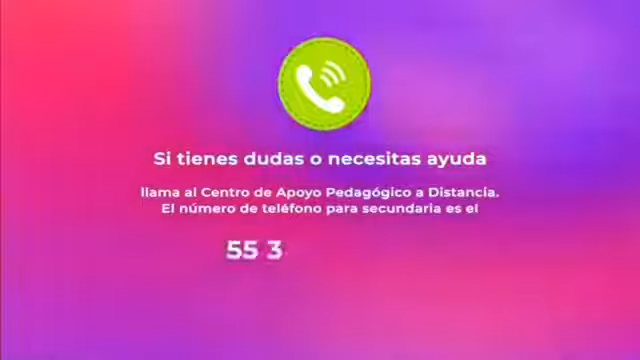 Si tienes dudas o necesitas ayuda
llama al Centro de Apoyo Pedagógico a Distancia.
El número de teléfono para secundaria es el
55 3